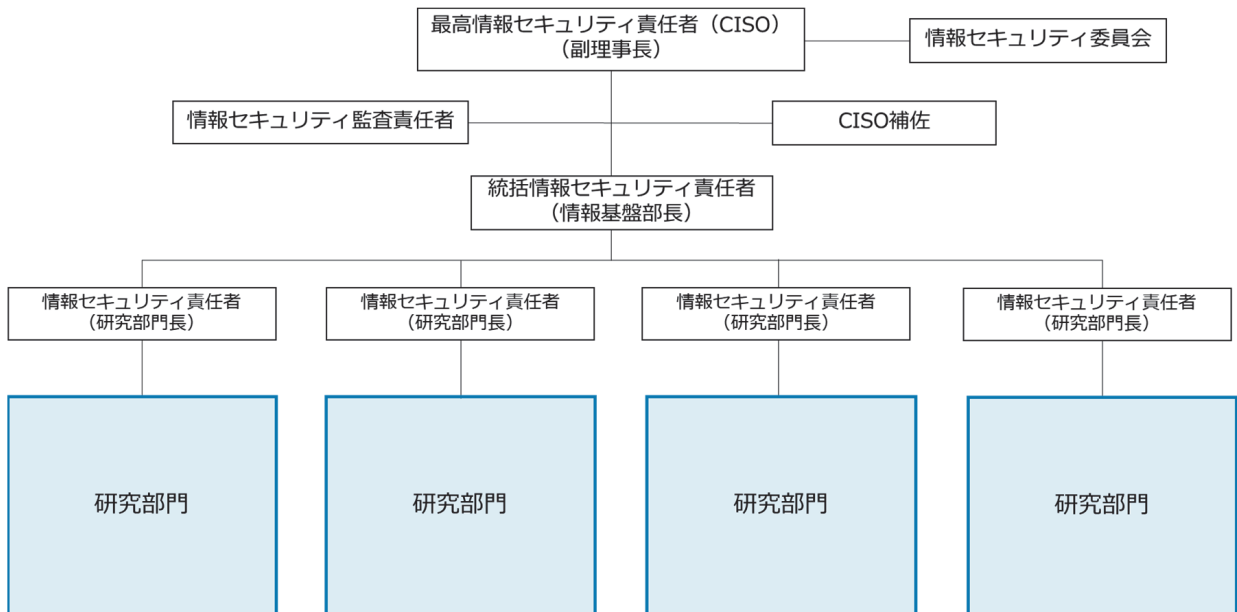 最高情報セキュリティ責任者（CISO）
（副理事長）
情報セキュリティ委員会
情報セキュリティ監査責任者
CISO補佐
統括情報セキュリティ責任者
（情報基盤部長）
情報セキュリティ責任者
（研究部門長）
情報セキュリティ責任者
（研究部門長）
情報セキュリティ責任者
（研究部門長）
情報セキュリティ責任者
（研究部門長）
研究部門
研究部門
研究部門
研究部門